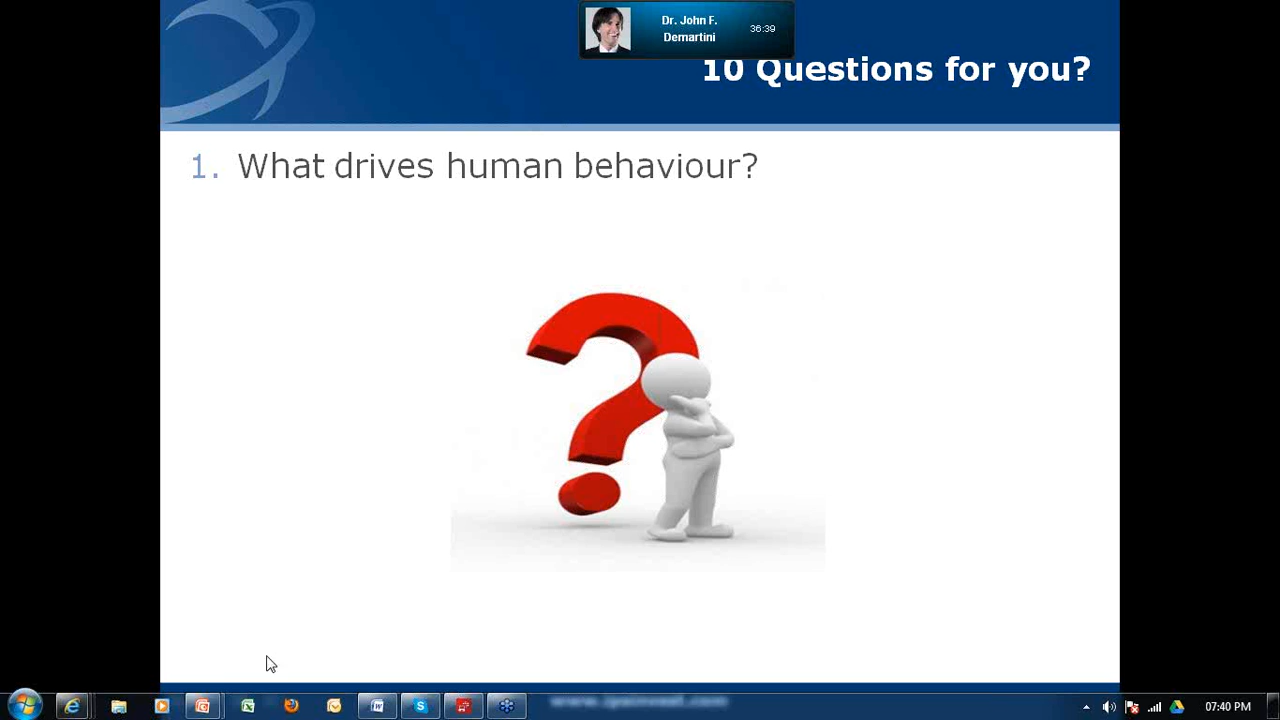 Dr. John F.
Demartini
36:39
10 Questions for you?
1. What drives human behaviour?
07:40 PM